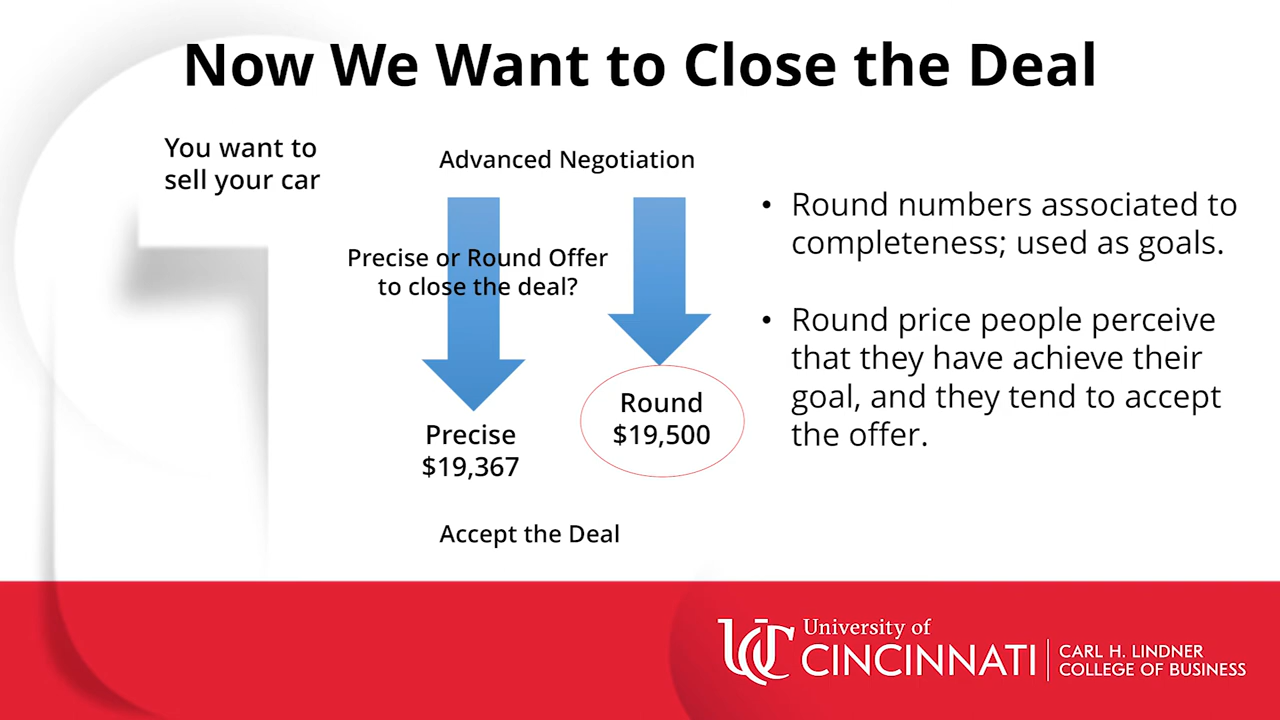 Now We Want to Close the Deal
You want to
sell your car
Advanced Negotiation
Precise or Round Offer
to close the deal?
Precise
$19,367
Round
$19,500
Accept the Deal
• Round numbers associated to
completeness; used as goals.
• Round price people perceive
that they have achieve their
goal, and they tend to accept
the offer.
UC
University of
CINCINNATI
CARL H. LINDNER
COLLEGE OF BUSINESS